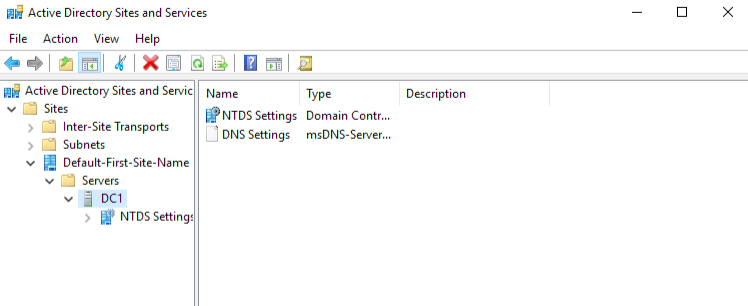 Active Directory Sites and Services
File Action View Help
Active Directory Sites and Servic
Sites
Inter-Site Transports
Subnets
Default-First-Site-Name
Servers
DC1
NTDS Settings
Name Type Description
NTDS Settings Domain Contr...
DNS Settings msDNS-Server...